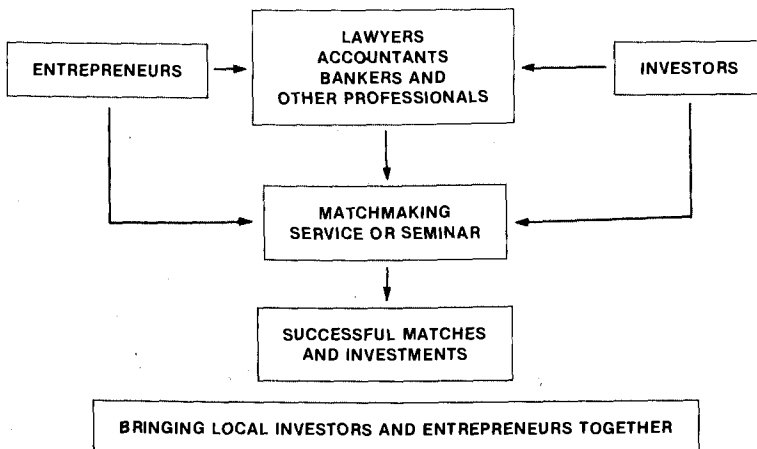 LAWYERS
ACCOUNTANTS
BANKERS AND
OTHER PROFESSIONALS
ENTREPRENEURS
INVESTORS
MATCHMAKING
SERVICE OR SEMINAR
SUCCESSFUL MATCHES
AND INVESTMENTS
BRINGING LOCAL INVESTORS AND ENTREPRENEURS TOGETHER